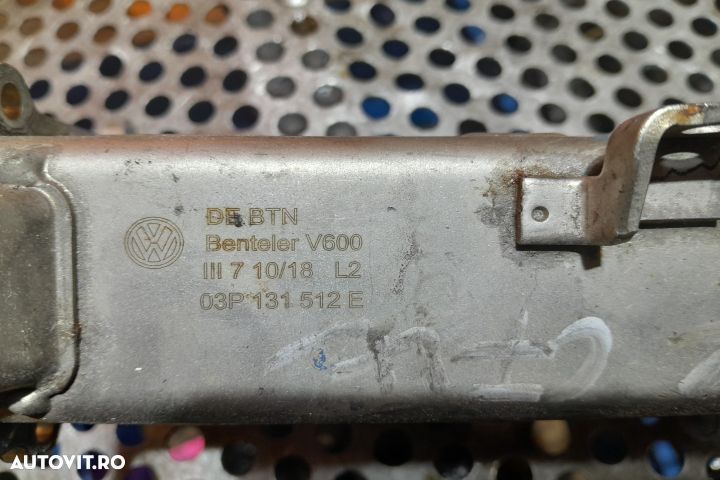 DE BTN
Benteler V600
III 7 10/18 L2
03P 131 512 E
AUTOVIT.RO